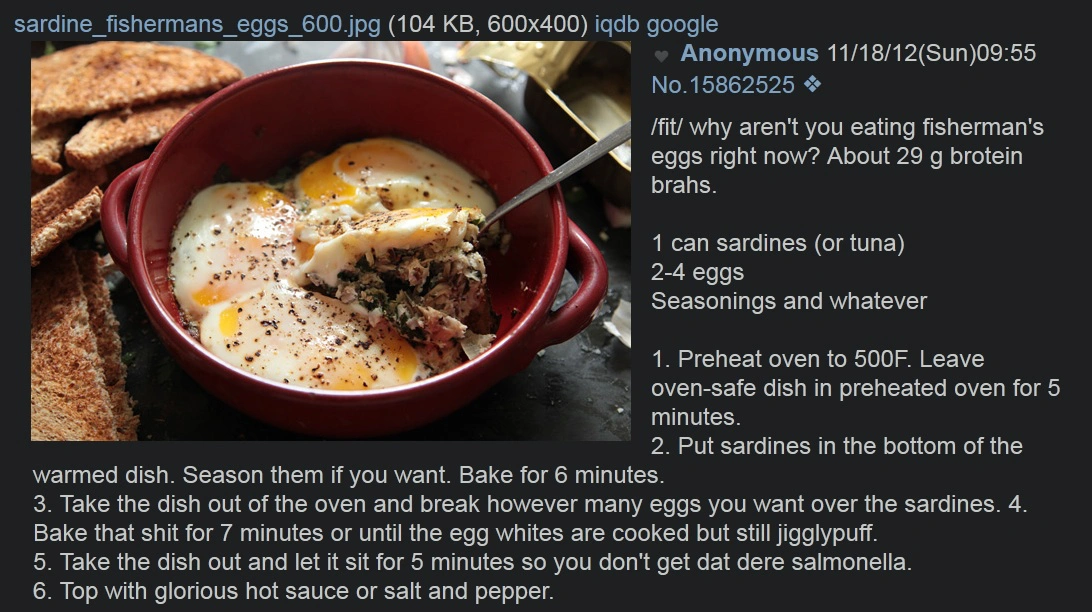 sardine_fishermans_eggs_600.jpg (104 KB, 600x400) iqdb google
Anonymous 11/18/12(Sun)09:55
No.15862525 ❖
/fit/ why aren't you eating fisherman's
eggs right now? About 29 g brotein
brahs.
1 can sardines (or tuna)
2-4 eggs
Seasonings and whatever
1. Preheat oven to 500F. Leave
oven-safe dish in preheated oven for 5
minutes.
2. Put sardines in the bottom of the
warmed dish. Season them if you want. Bake for 6 minutes.
3. Take the dish out of the oven and break however many eggs you want over the sardines. 4.
Bake that shit for 7 minutes or until the egg whites are cooked but still jigglypuff.
5. Take the dish out and let it sit for 5 minutes so you don't get dat dere salmonella.
6. Top with glorious hot sauce or salt and pepper.